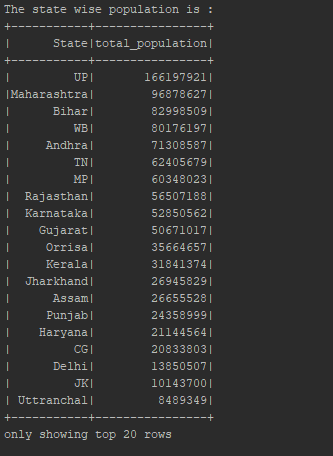 The state wise population is :
+-----------+----------------+
|      State|total_population|
+-----------+----------------+
|         UP|       166197921|
|Maharashtra|        96878627|
|      Bihar|        82998509|
|         WB|        80176197|
|     Andhra|        71308587|
|         TN|        62405679|
|         MP|        60348023|
|  Rajasthan|        56507188|
|  Karnataka|        52850562|
|    Gujarat|        50671017|
|     Orrisa|        35664657|
|     Kerala|        31841374|
|  Jharkhand|        26945829|
|      Assam|        26655528|
|     Punjab|        24358999|
|    Haryana|        21144564|
|         CG|        20833803|
|      Delhi|        13850507|
|         JK|        10143700|
| Uttranchal|         8489349|
+-----------+----------------+
only showing top 20 rows